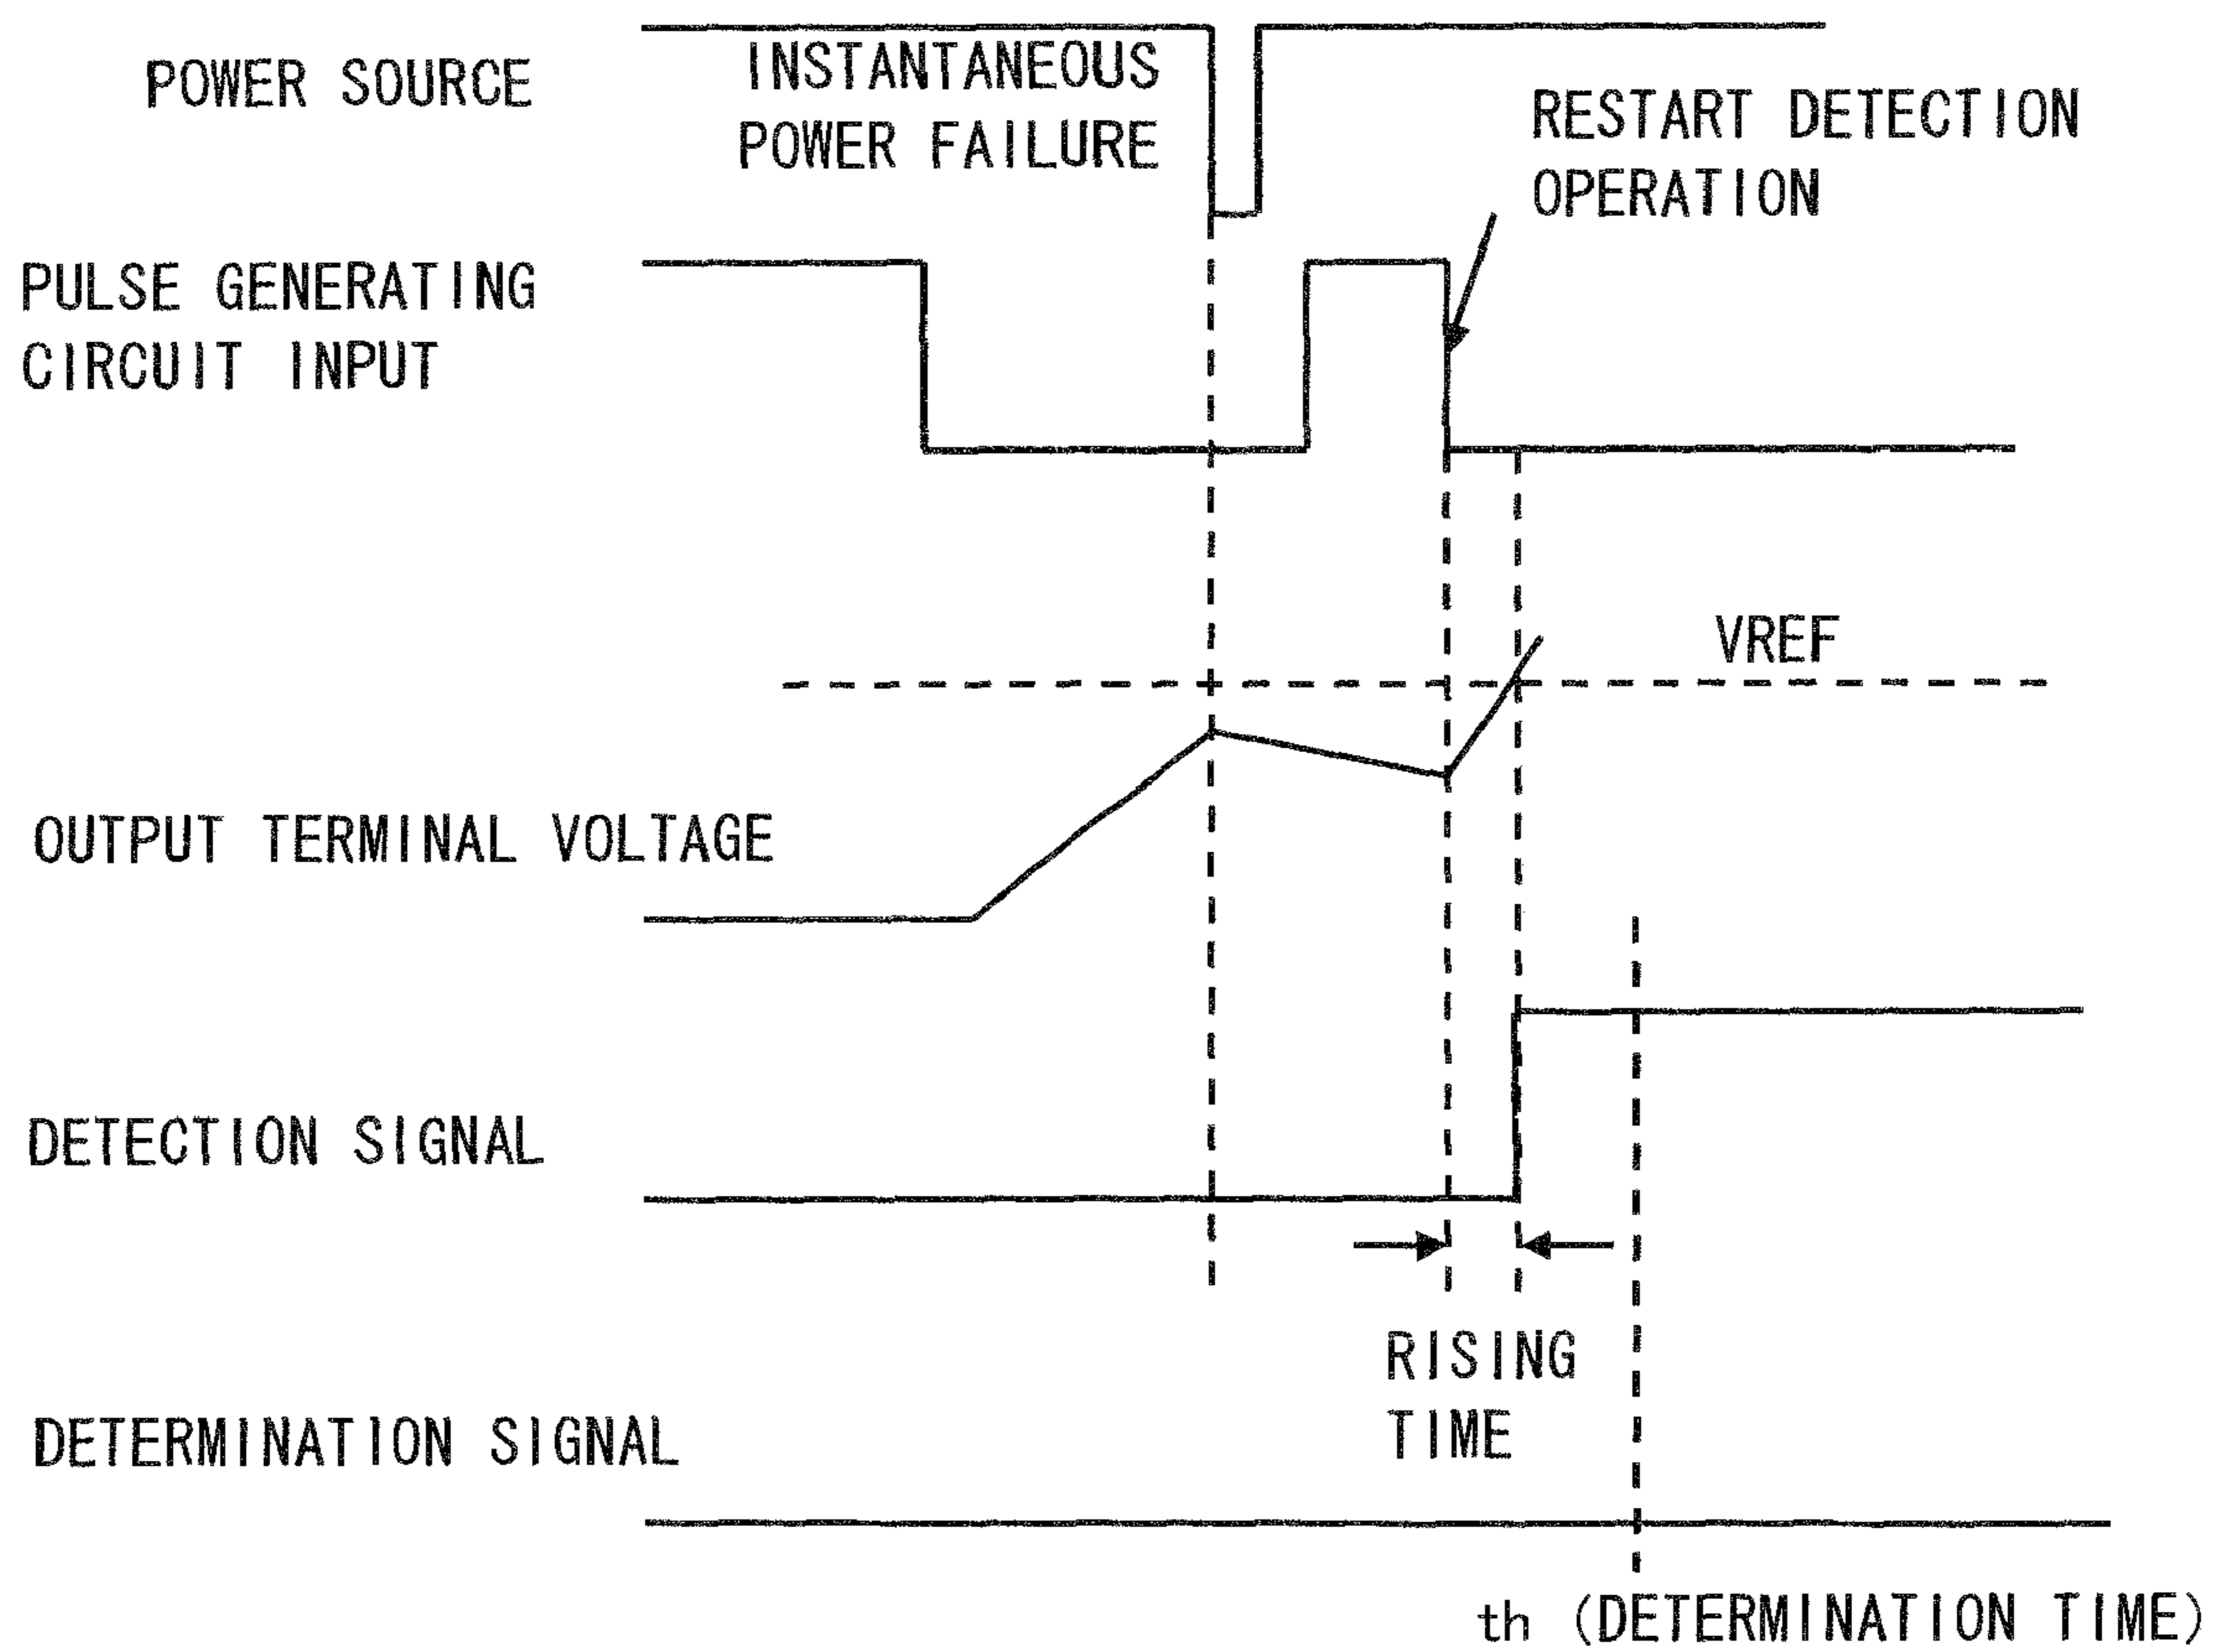 POWER SOURCE
INSTANTANEOUS
POWER FAILURE
RESTART DETECTION
OPERATION
PULSE GENERATING
CIRCUIT INPUT
VREF
OUTPUT TERMINAL VOLTAGE
DETECTION SIGNAL
RISING
TIME
DETERMINATION SIGNAL
th (DETERMINATION TIME)